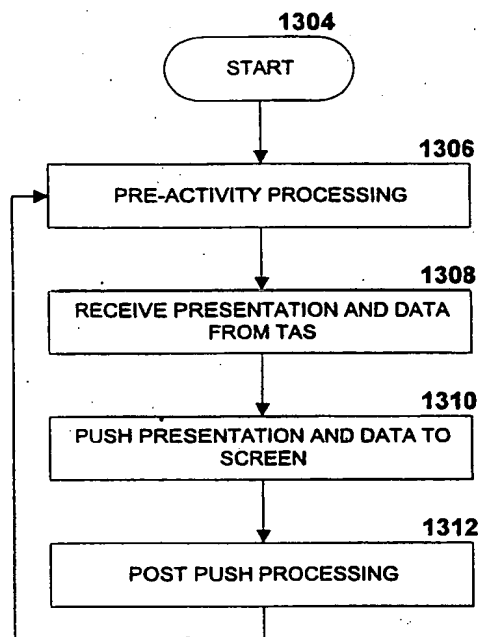 1304
START
1306
PRE-ACTIVITY PROCESSING
1308
RECEIVE PRESENTATION AND DATA
FROM TAS
1310
PUSH PRESENTATION AND DATA TO
SCREEN
1312
POST PUSH PROCESSING